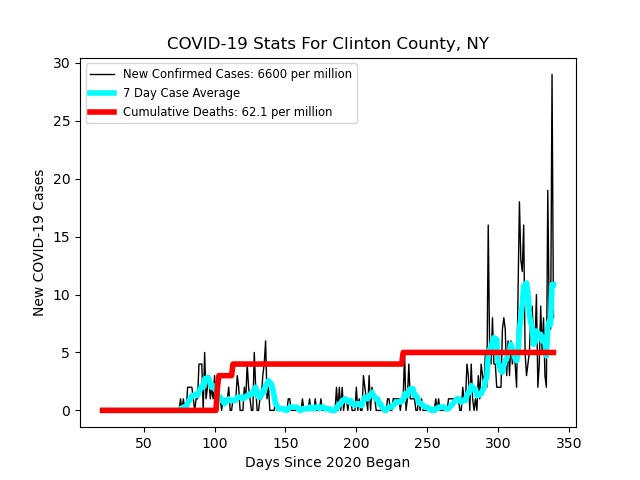 COVID-19 Stats For Clinton County, NY
New Confirmed Cases: 6600 per million
7 Day Case Average
Cumulative Deaths: 62.1 per million
New COVID-19 Cases
30
25
20
15
10
5
0
50
100
150
200
250
300
350
Days Since 2020 Began